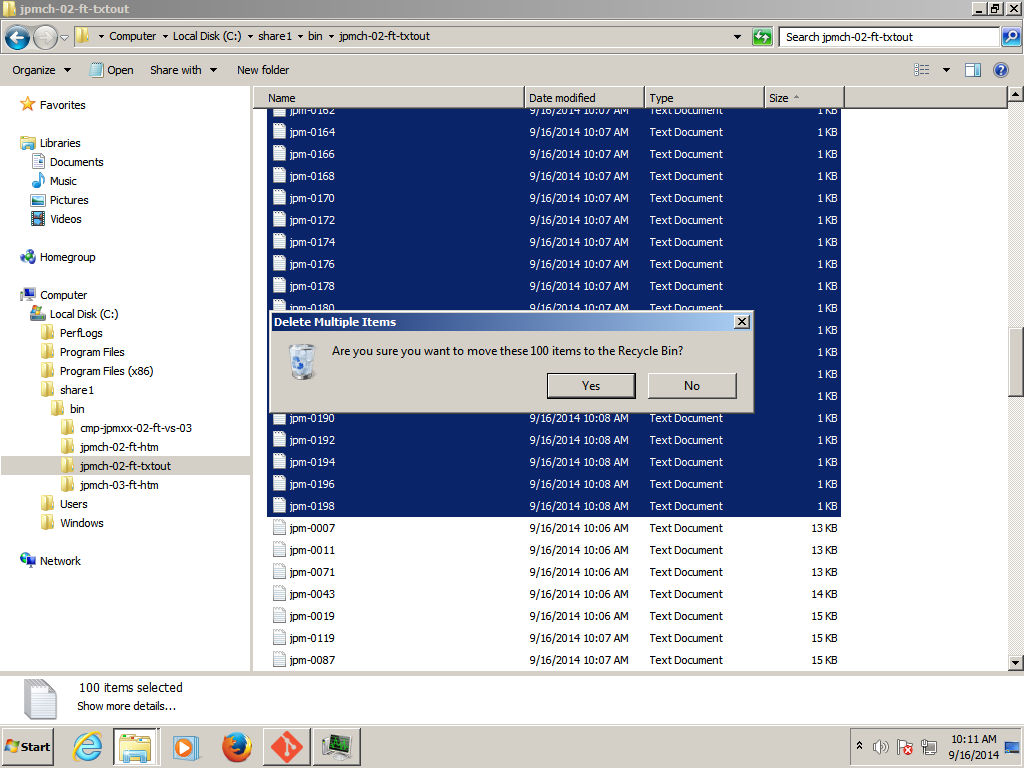 jpmch-02-ft-txtout
Computer Local Disk (C:) share1 bin jpmch-02-ft-txtout
Search jpmch-02-ft-txtout
Organize Open Share with New folder
Favorites
Libraries
Documents
Music
Pictures
Videos
Homegroup
Computer
Local Disk (C:)
PerfLogs
Program Files
Program Files (x86)
share1
bin
cmp-jpmxx-02-ft-vs-03
jpmch-02-ft-htm
jpmch-02-ft-txtout
jpmch-03-ft-htm
Users
Windows
Network
Name Date modified Type Size
jpm-0162 9/16/2014 10:07 AM Text Document 1 KB
jpm-0164 9/16/2014 10:07 AM Text Document 1 KB
jpm-0166 9/16/2014 10:07 AM Text Document 1 KB
jpm-0168 9/16/2014 10:07 AM Text Document 1 KB
jpm-0170 9/16/2014 10:07 AM Text Document 1 KB
jpm-0172 9/16/2014 10:07 AM Text Document 1 KB
jpm-0174 9/16/2014 10:07 AM Text Document 1 KB
jpm-0176 9/16/2014 10:07 AM Text Document 1 KB
jpm-0178 9/16/2014 10:07 AM Text Document 1 KB
jpm-0180 9/16/2014 10:07 AM Text Document 1 KB
1 KB
1 KB
1 KB
1 KB
Delete Multiple Items
Are you sure you want to move these 100 items to the Recycle Bin?
Yes No
jpm-0190 9/16/2014 10:08 AM Text Document 1 KB
jpm-0192 9/16/2014 10:08 AM Text Document 1 KB
jpm-0194 9/16/2014 10:08 AM Text Document 1 KB
jpm-0196 9/16/2014 10:08 AM Text Document 1 KB
jpm-0198 9/16/2014 10:08 AM Text Document 1 KB
jpm-0007 9/16/2014 10:06 AM Text Document 13 KB
jpm-0011 9/16/2014 10:06 AM Text Document 13 KB
jpm-0071 9/16/2014 10:06 AM Text Document 13 KB
jpm-0043 9/16/2014 10:06 AM Text Document 14 KB
jpm-0019 9/16/2014 10:06 AM Text Document 15 KB
jpm-0119 9/16/2014 10:07 AM Text Document 15 KB
jpm-0087 9/16/2014 10:06 AM Text Document 15 KB
100 items selected
Show more details...
Start
10:11 AM
9/16/2014